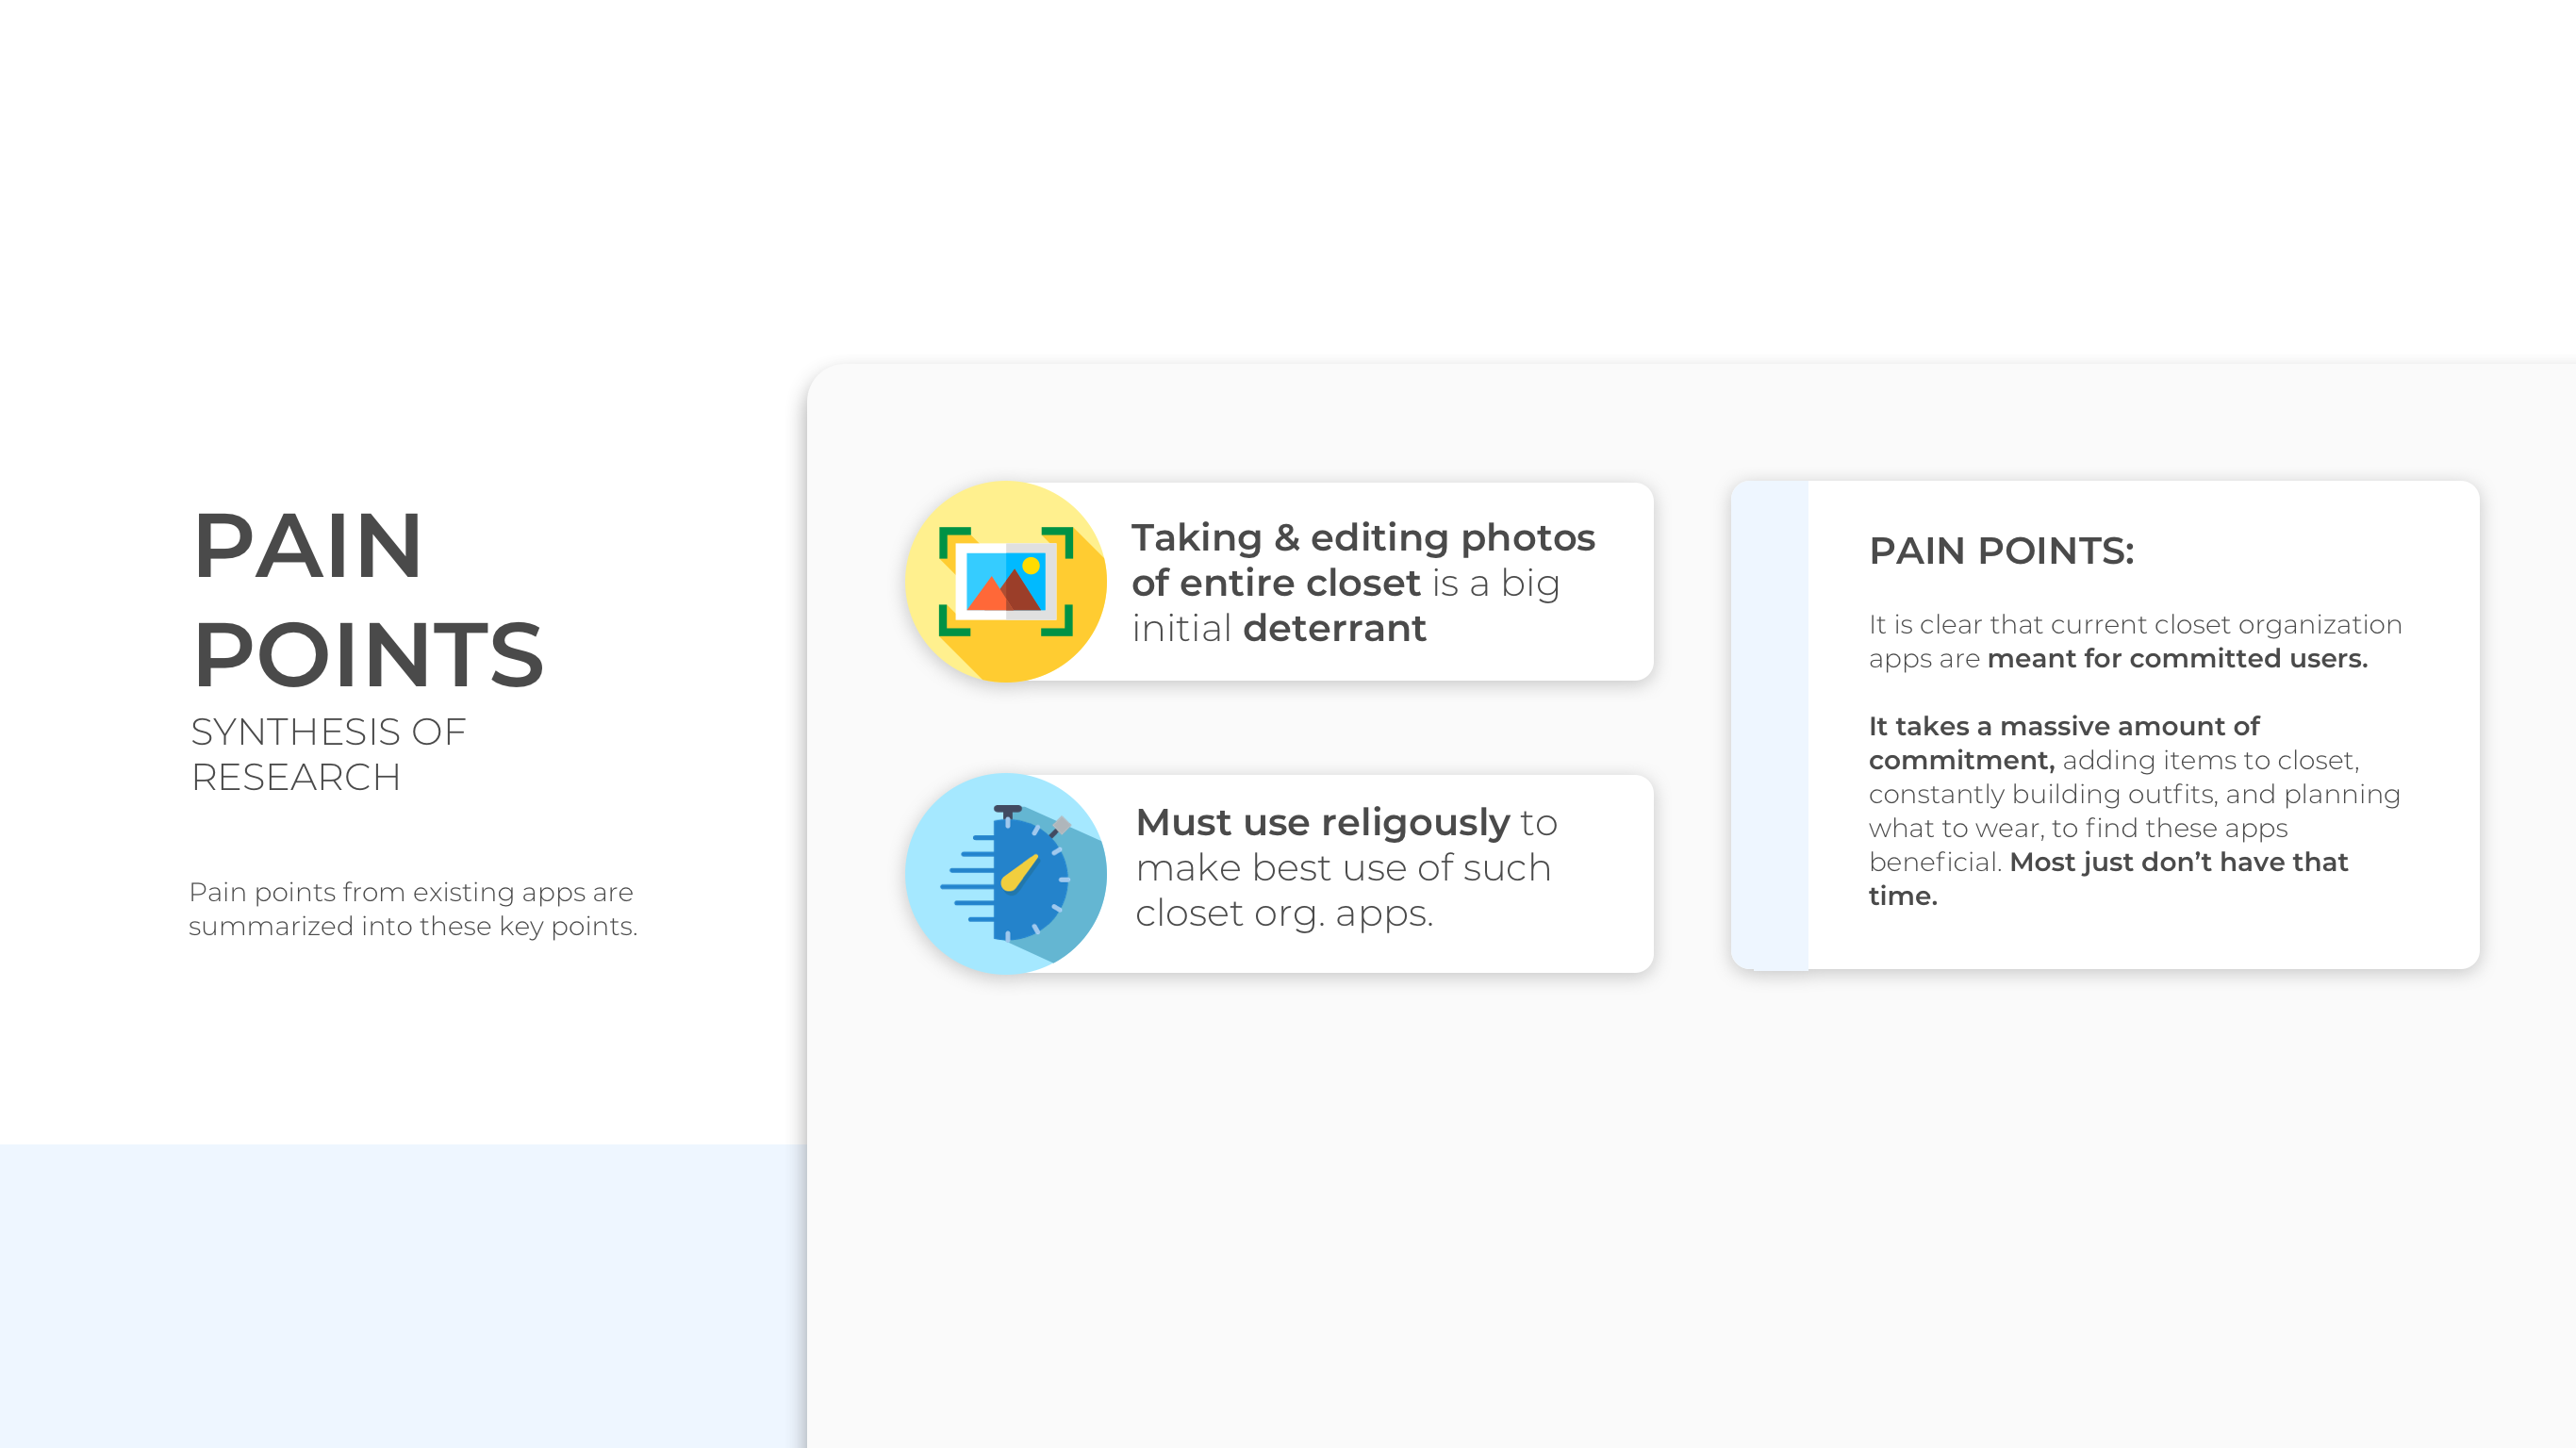 PAIN
POINTS
SYNTHESIS OF
RESEARCH
Pain points from existing apps are
summarized into these key points.
Taking & editing photos
of entire closet is a big
initial deterrant
Must use religously to
make best use of such
closet org. apps.
PAIN POINTS:
It is clear that current closet organization
apps are meant for committed users.
It takes a massive amount of
commitment, adding items to closet,
constantly building outfits, and planning
what to wear, to find these apps
beneficial. Most just don’t have that
time.